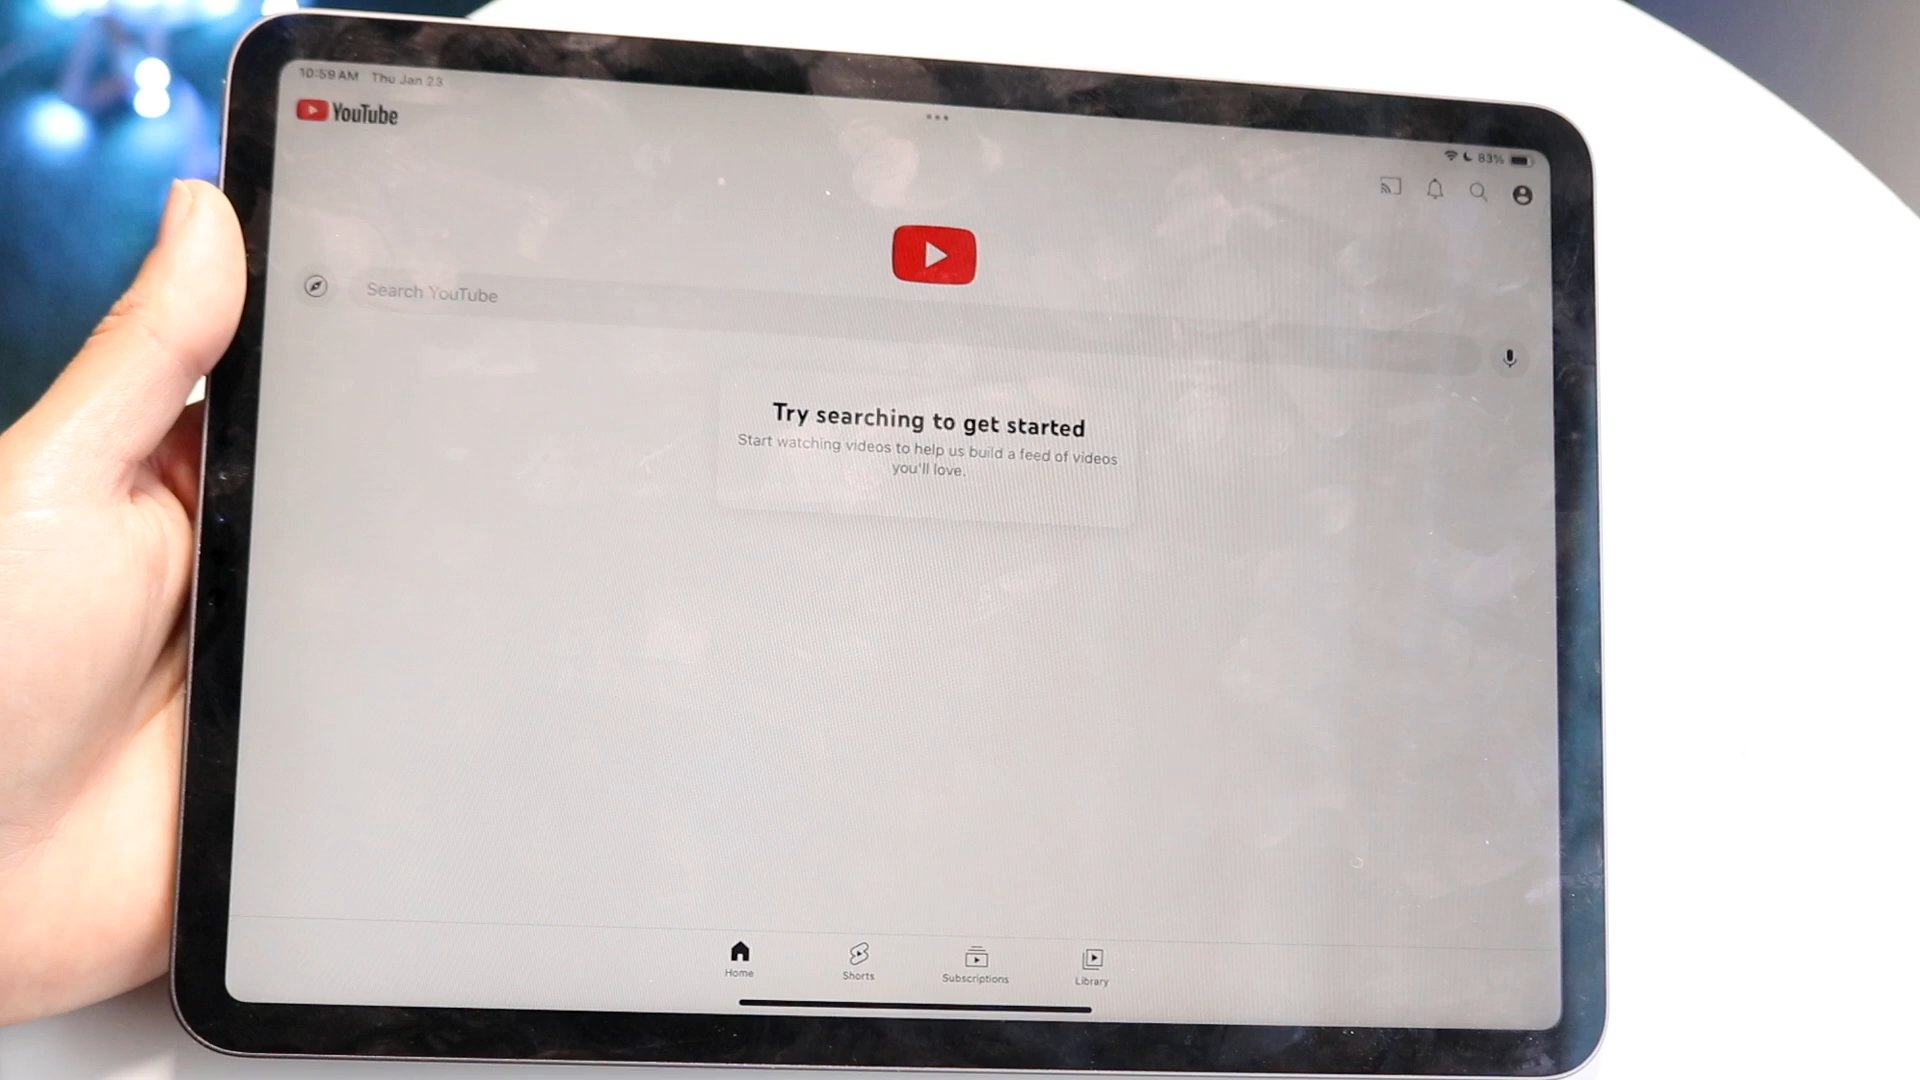 10:59 AM Thu Jan 23
YouTube
83%
Search YouTube
Try searching to get started
Start watching videos to help us build a feed of videos
you'll love.
Home
Shorts
Subscriptions
Library